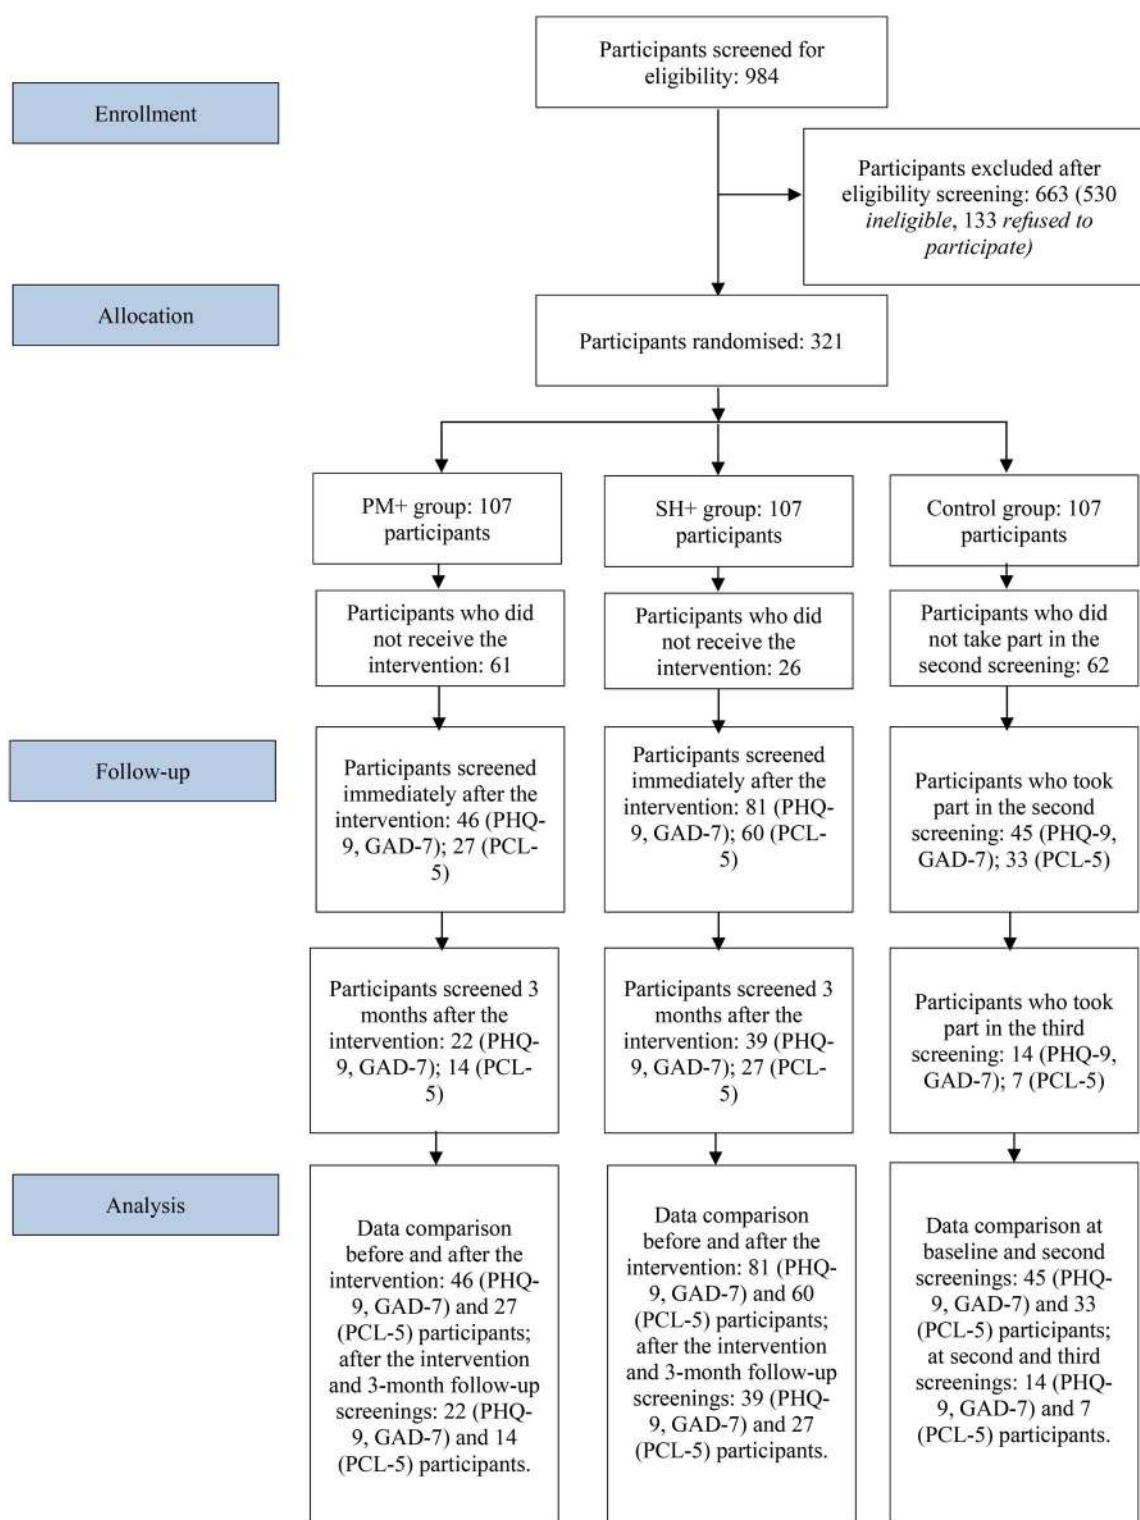 Participants screened for
eligibility: 984
Enrollment
Participants excluded after
eligibility screening: 663 (530
ineligible, 133 refused to
participate)
Allocation
Participants randomised: 321
PM+ group: 107
participants
SH+ group: 107
participants
Control group: 107
participants
Participants who did
not receive the
intervention: 61
Participants who did
not receive the
intervention: 26
Participants who did
not take part in the
second screening: 62
Follow-up
Participants screened
immediately after the
intervention: 46 (PHQ-
9, GAD-7); 27 (PCL-
5)
Participants screened
immediately after the
intervention: 81 (PHQ-
9, GAD-7); 60 (PCL-
5)
Participants who took
part in the second
screening: 45 (PHQ-9,
GAD-7); 33 (PCL-5)
Participants screened 3
months after the
intervention: 22 (PHQ-
9, GAD-7); 14 (PCL-
5)
Participants screened 3
months after the
intervention: 39 (PHQ-
9, GAD-7); 27 (PCL-
5)
Participants who took
part in the third
screening: 14 (PHQ-9,
GAD-7); 7 (PCL-5)
Analysis
Data comparison
before and after the
intervention: 46 (PHQ-
9, GAD-7) and 27
(PCL-5) participants;
after the intervention
and 3-month follow-up
screenings: 22 (PHQ-
9, GAD-7) and 14
(PCL-5) participants.
Data comparison
before and after the
intervention: 81 (PHQ-
9, GAD-7) and 60
(PCL-5) participants;
after the intervention
and 3-month follow-up
screenings: 39 (PHQ-
9, GAD-7) and 27
(PCL-5) participants.
Data comparison at
baseline and second
screenings: 45 (PHQ-
9, GAD-7) and 33
(PCL-5) participants;
at second and third
screenings: 14 (PHQ-
9, GAD-7) and 7
(PCL-5) participants.